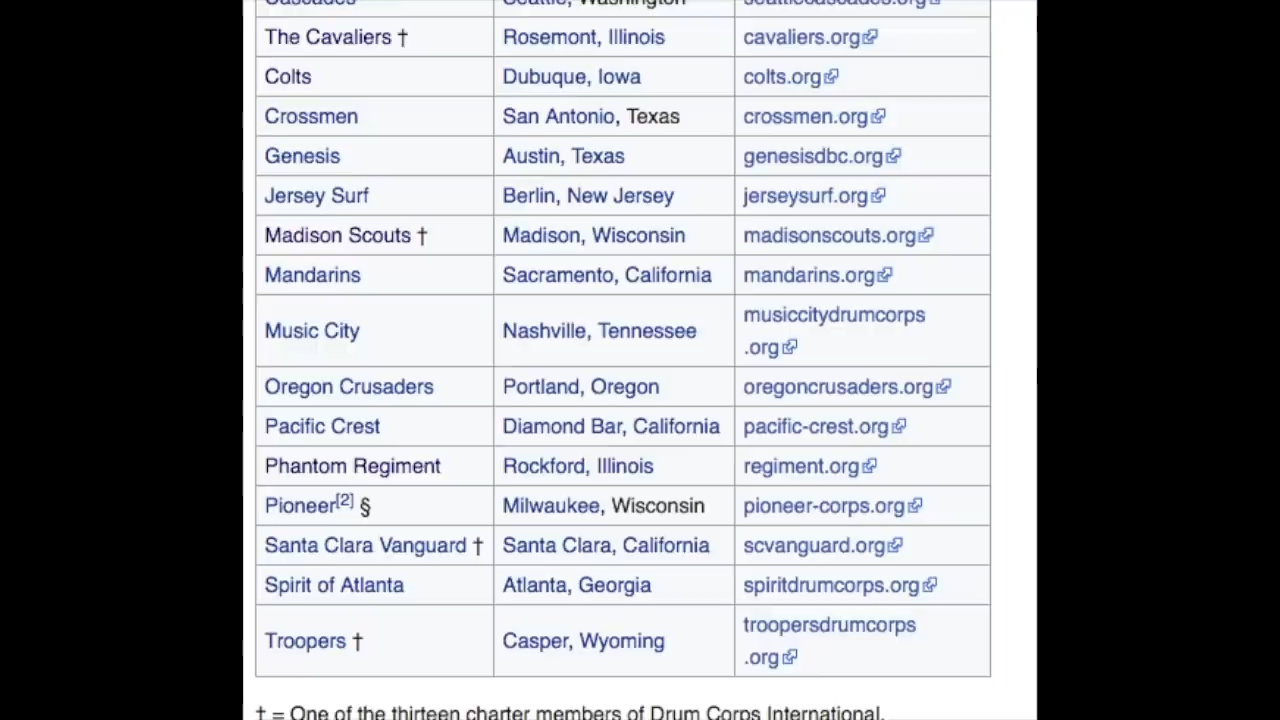 Cascades Seattle, Washington seattlecascades.org
The Cavaliers † Rosemont, Illinois cavaliers.org
Colts Dubuque, Iowa colts.org
Crossmen San Antonio, Texas crossmen.org
Genesis Austin, Texas genesisdbc.org
Jersey Surf Berlin, New Jersey jerseysurf.org
Madison Scouts † Madison, Wisconsin madisonscouts.org
Mandarins Sacramento, California mandarins.org
Music City Nashville, Tennessee musiccitydrumcorps
.org
Oregon Crusaders Portland, Oregon oregoncrusaders.org
Pacific Crest Diamond Bar, California pacific-crest.org
Phantom Regiment Rockford, Illinois regiment.org
Pioneer[2] § Milwaukee, Wisconsin pioneer-corps.org
Santa Clara Vanguard † Santa Clara, California scvanguard.org
Spirit of Atlanta Atlanta, Georgia spiritdrumcorps.org
Troopers † Casper, Wyoming troopersdrumcorps
.org
† = One of the thirteen charter members of Drum Corps International.